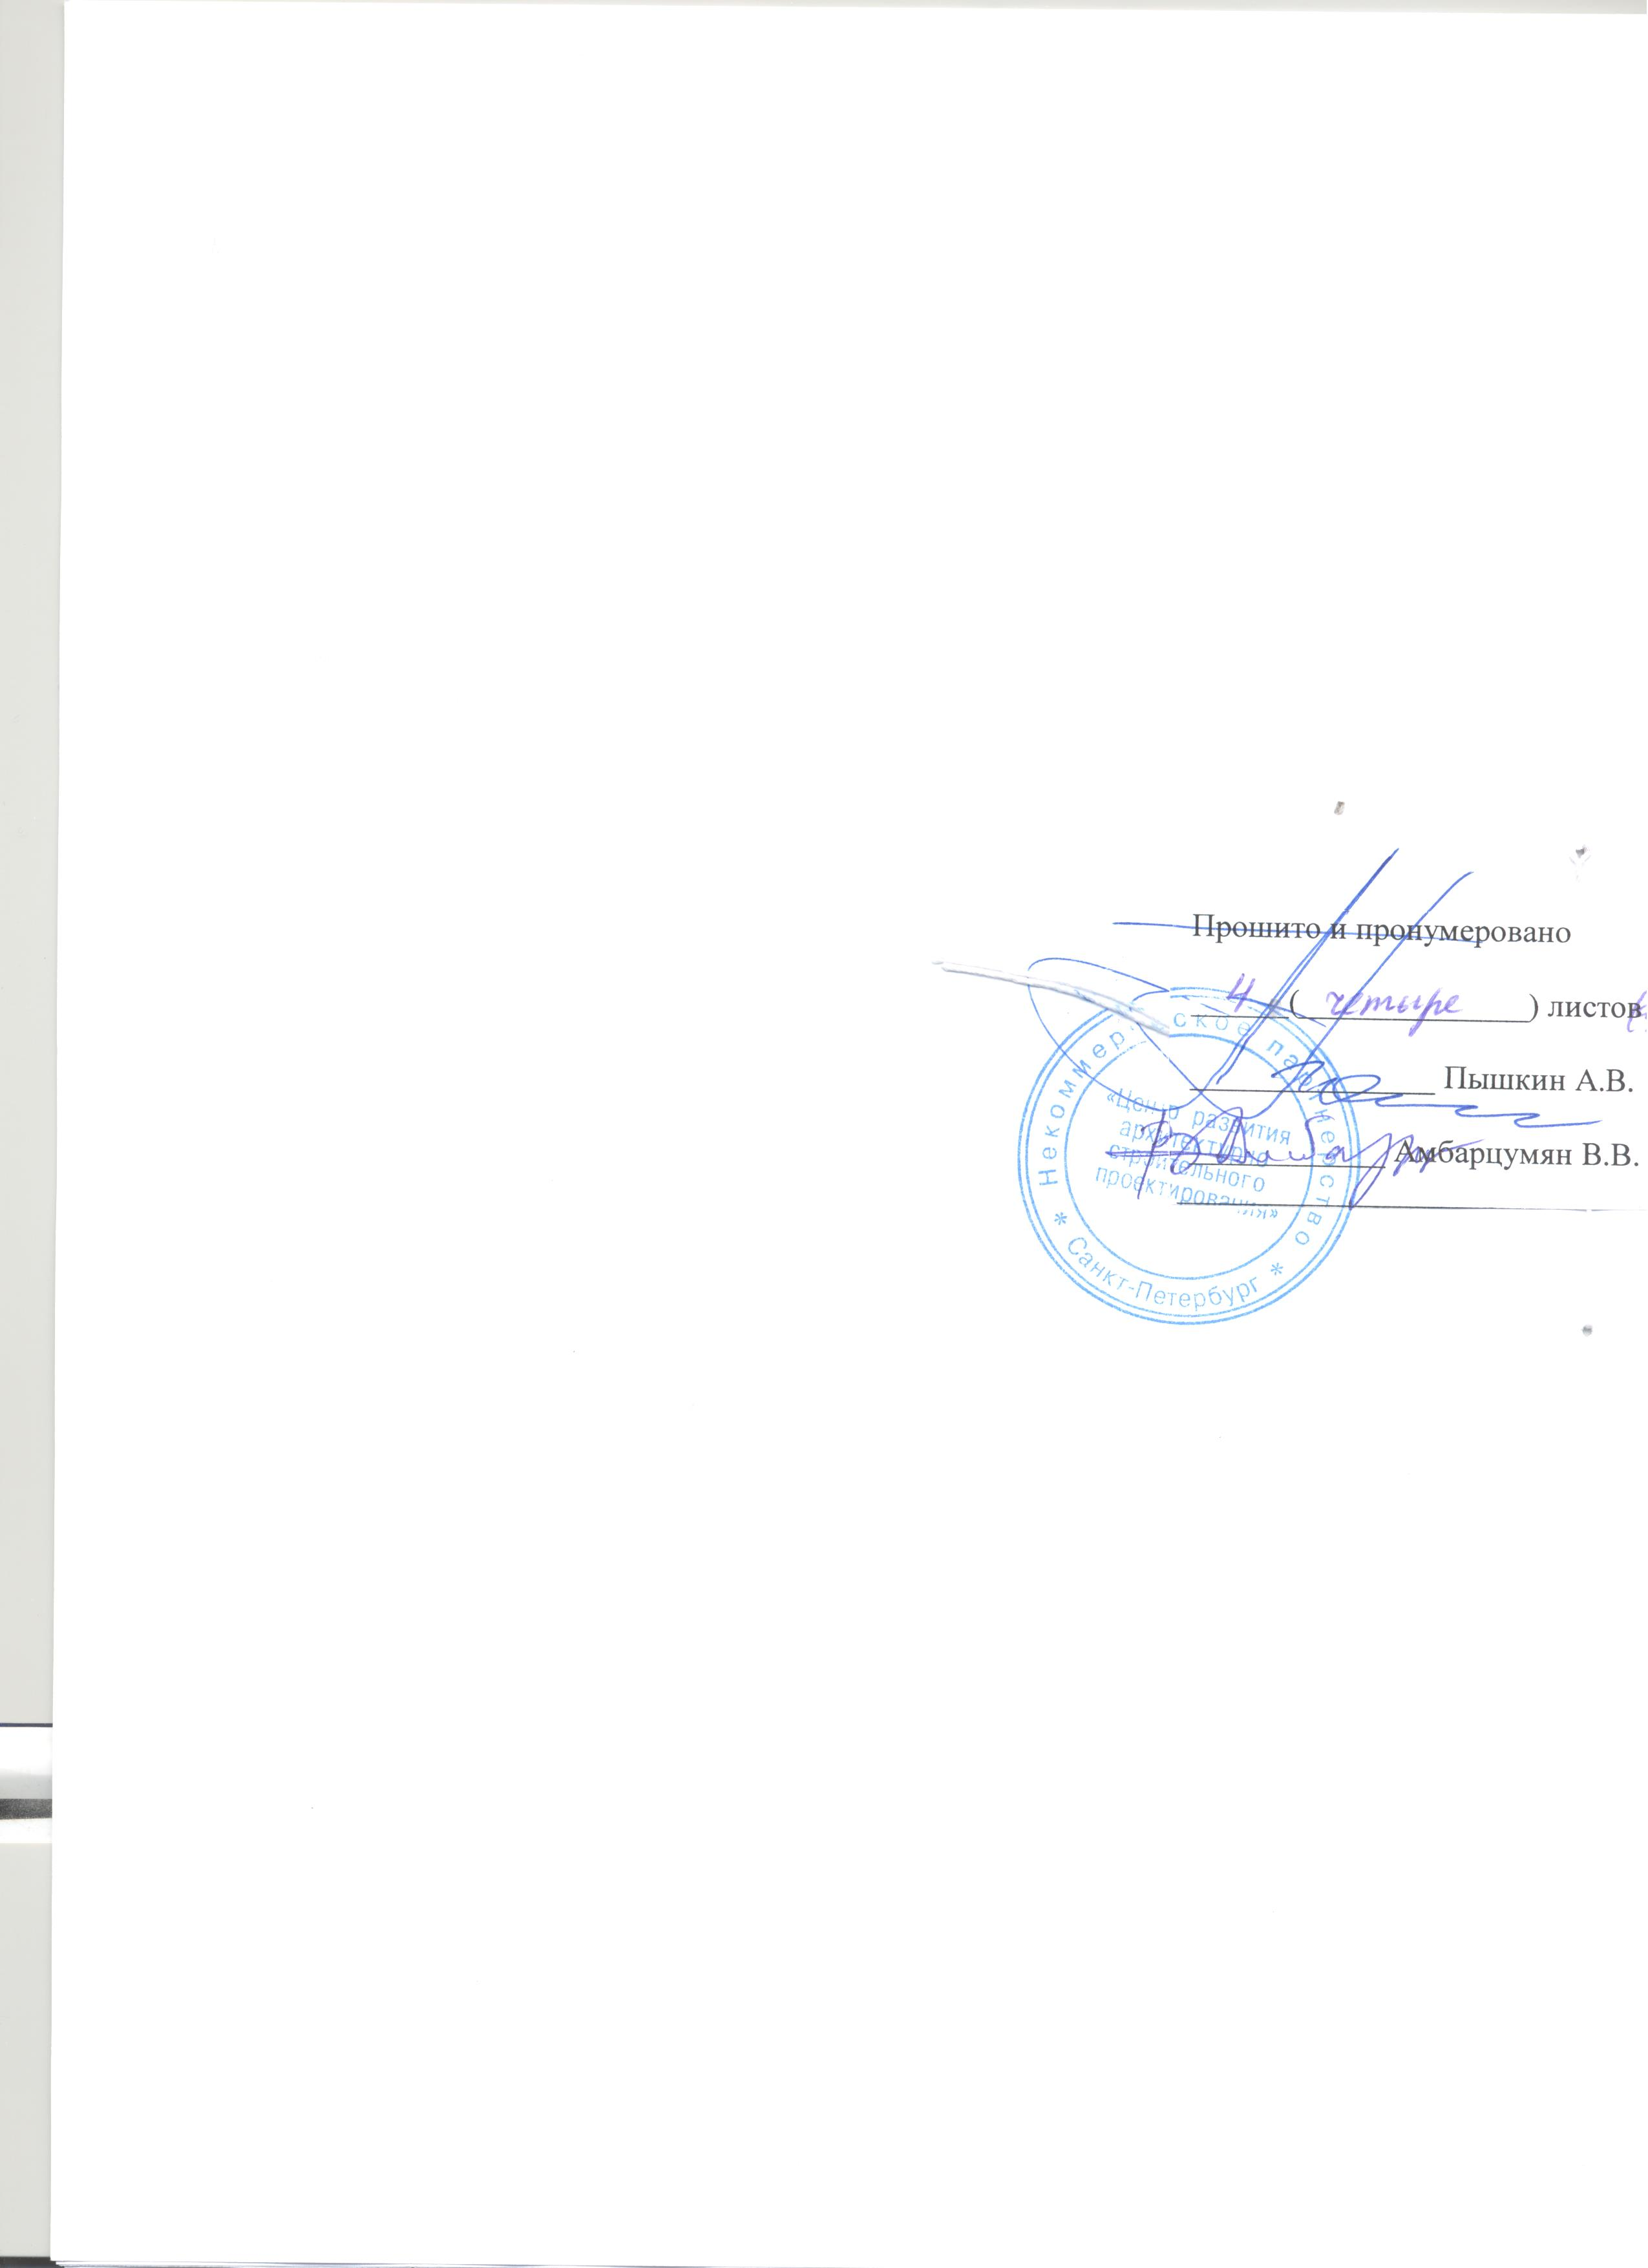 Прошито и пронумеровано
4 ( четыре ) листов
Пышкин А.В.
Амбарцумян В.В.
Некоммерческое партнерство
«Центр развития
архитектурно
строительного
проектирования»
* Санкт-Петербург *